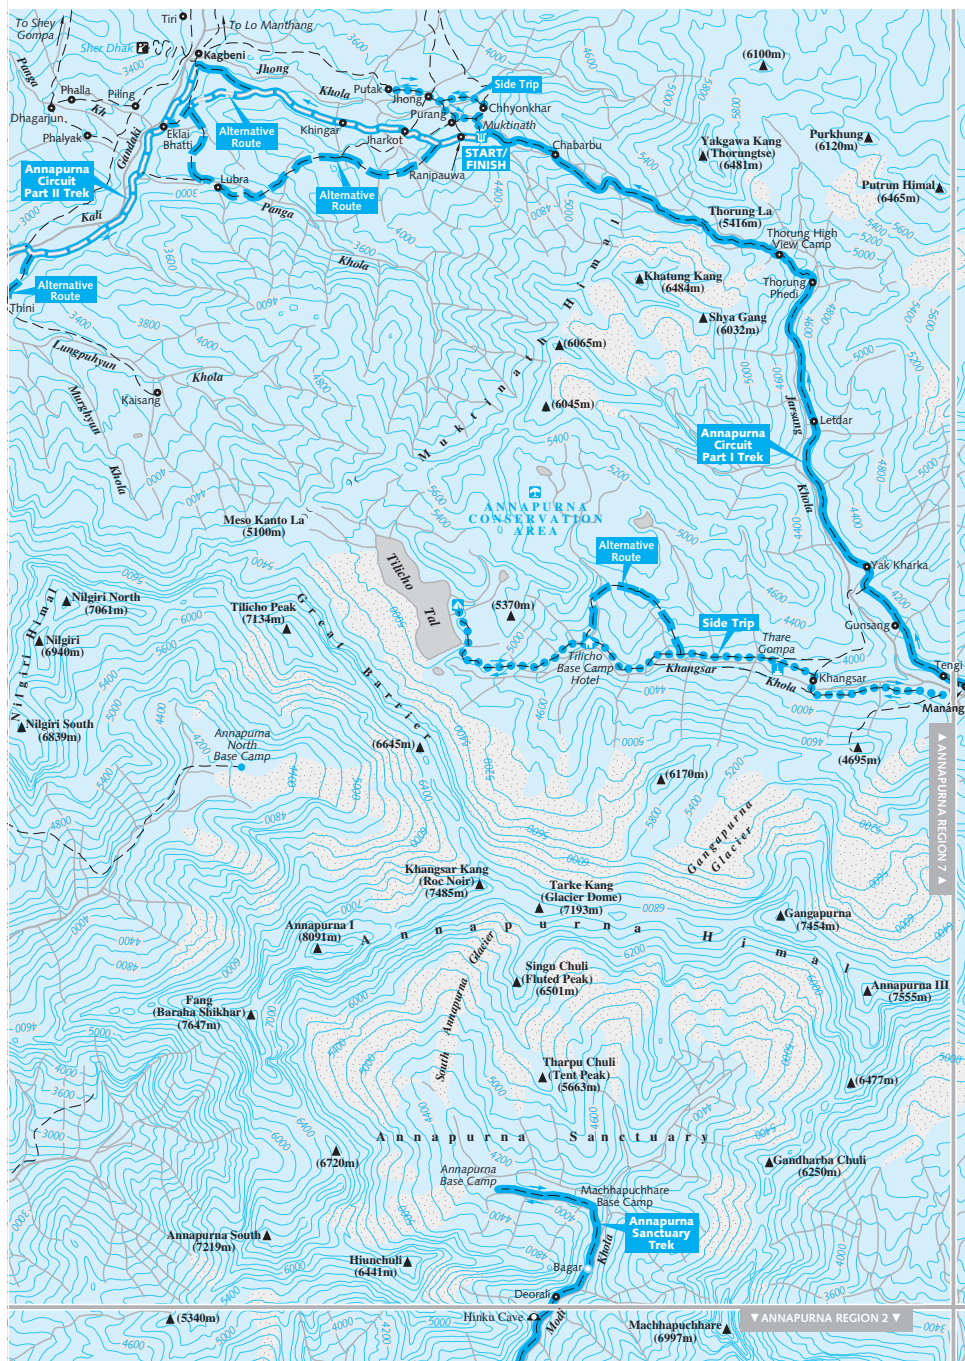 To Shey
Gompa
Tiri
To Lo Manthang
Sher Dhak
Kagbeni
Panga
Jhong
Khola
Phalla
Piling
Kh
Dhagarjun
Phalyak
Gandaki
Eklai
Bhatti
Alternative
Route
Khingar
Putak
Jhong
Purang
Side Trip
Chhyonkhar
Muktinath
Jharkot
START/
FINISH
Ranipauwa
Chabarbu
(6100m)
Yakgawa Kang
(Thorungtse)
(6481m)
Purkhung
(6120m)
Putrun Himal
(6465m)
Annapurna
Circuit
Part II Trek
Lubra
Panga
Alternative
Route
Kali
Khola
Thorung La
(5416m)
Thorung High
View Camp
Thorung
Phedi
Khatung Kang
(6484m)
Shya Gang
(6032m)
Alternative
Route
Thini
Lungpuhyun
Khola
Kaisang
Murghyun
Khola
Muktinath Himal
(6065m)
(6045m)
Jarsang
Khola
Letdar
Annapurna
Circuit
Part I Trek
ANNAPURNA
CONSERVATION
AREA
Meso Kanto La
(5100m)
Tilicho
Tal
Alternative
Route
Yak Kharka
Nilgiri Himal
Nilgiri North
(7061m)
Nilgiri
(6940m)
Nilgiri South
(6839m)
Tilicho Peak
(7134m)
Great Barrier
(5370m)
Side Trip
Gunsang
Thare
Gompa
Tilicho
Base Camp
Hotel
Khangsar
Khola
Khangsar
Tengi
Manang
Annapurna
North
Base Camp
(6645m)
(6170m)
(4695m)
▲ ANNAPURNA REGION 7 ▲
Gangapurna
Glacier
Khangsar Kang
(Roc Noir)
(7485m)
Tarke Kang
(Glacier Dome)
(7193m)
Annapurna I
(8091m)
Annapurna Himal
Gangapurna
(7454m)
South Annapurna Glacier
Singu Chuli
(Fluted Peak)
(6501m)
Annapurna III
(7555m)
Fang
(Baraha Shikhar)
(7647m)
Tharpu Chuli
(Tent Peak)
(5663m)
(6477m)
Annapurna Sanctuary
(6720m)
Annapurna
Base Camp
Gandharba Chuli
(6250m)
Machhapuchhare
Base Camp
Annapurna
Sanctuary
Trek
Annapurna South
(7219m)
Hiunchuli
(6441m)
Khola
Bagar
Deorali
Hinku Cave
Modi
(5340m)
Machhapuchhare
(6997m)
▼ ANNAPURNA REGION 2 ▼